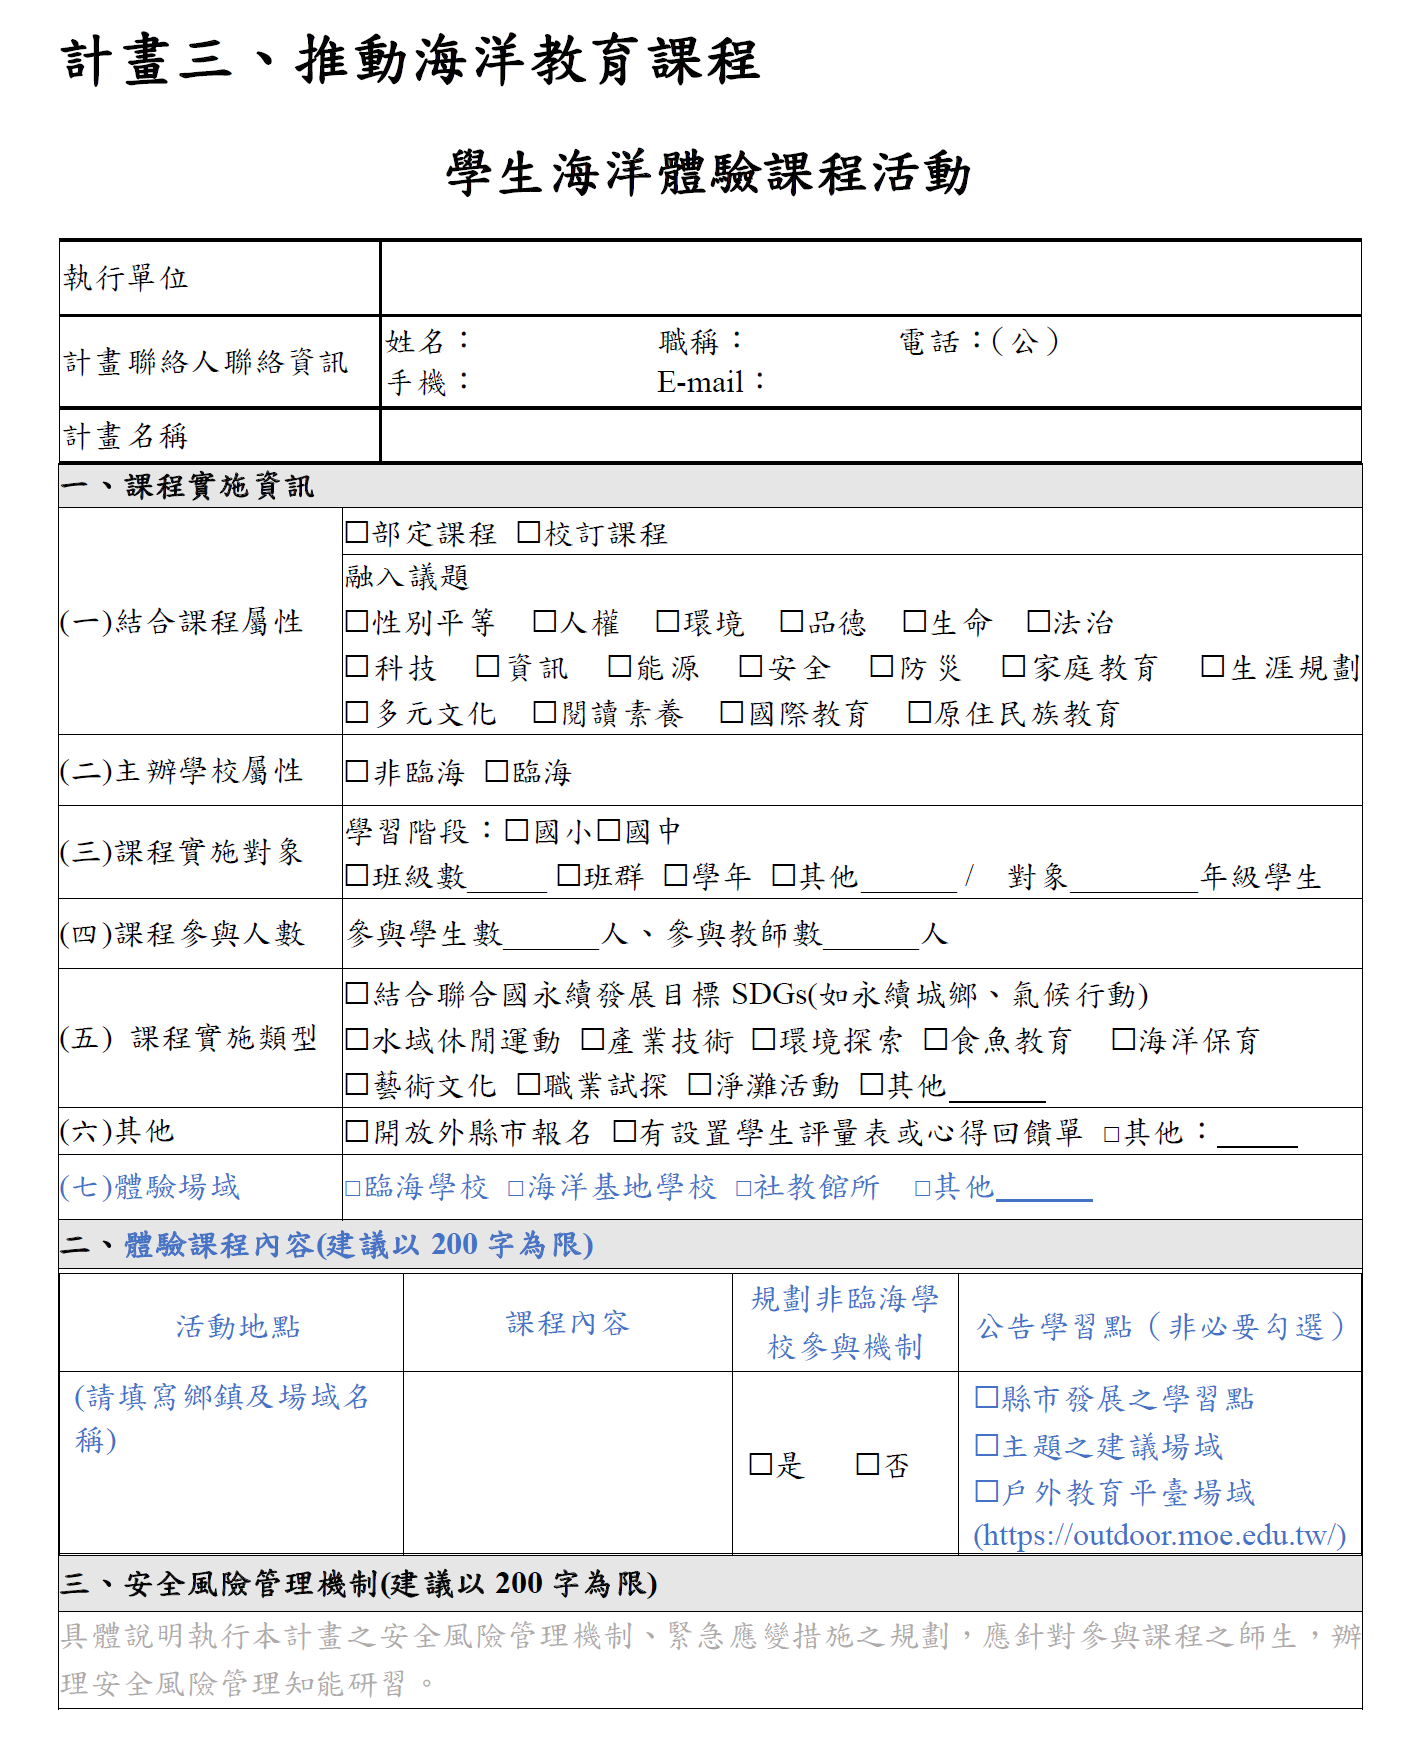 計畫三、推動海洋教育課程
學生海洋體驗課程活動
執行單位
計畫聯絡人聯絡資訊
姓名： 職稱： 電話：(公)
手機： E-mail：
計畫名稱
一、課程實施資訊
(一)結合課程屬性
□部定課程 □校訂課程
融入議題
□性別平等 □人權 □環境 □品德 □生命 □法治
□科技 □資訊 □能源 □安全 □防災 □家庭教育 □生涯規劃
□多元文化 □閱讀素養 □國際教育 □原住民族教育
(二)主辦學校屬性
□非臨海 □臨海
(三)課程實施對象
學習階段：□國小□國中
□班級數_____ □班群 □學年 □其他______ / 對象________年級學生
(四)課程參與人數
參與學生數______人、參與教師數______人
(五) 課程實施類型
□結合聯合國永續發展目標 SDGs(如永續城鄉、氣候行動)
□水域休閒運動 □產業技術 □環境探索 □食魚教育 □海洋保育
□藝術文化 □職業試探 □淨灘活動 □其他______
(六)其他
□開放外縣市報名 □有設置學生評量表或心得回饋單 □其他：_____
(七)體驗場域
□臨海學校 □海洋基地學校 □社教館所 □其他______
二、體驗課程內容(建議以 200 字為限)
活動地點
課程內容
規劃非臨海學
校參與機制
公告學習點（非必要勾選）
(請填寫鄉鎮及場域名
稱)
□是 □否
□縣市發展之學習點
□主題之建議場域
□戶外教育平臺場域
(https://outdoor.moe.edu.tw/)
三、安全風險管理機制(建議以 200 字為限)
具體說明執行本計畫之安全風險管理機制、緊急應變措施之規劃，應針對參與課程之師生，辦
理安全風險管理知能研習。